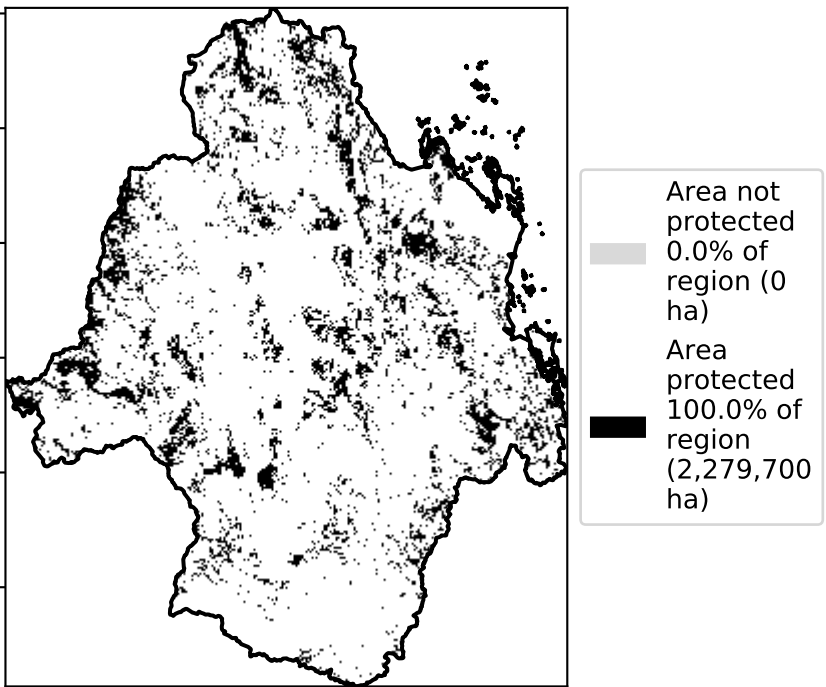 Area not
protected
0.0% of
region (0
ha)
Area
protected
100.0% of
region
(2,279,700
ha)